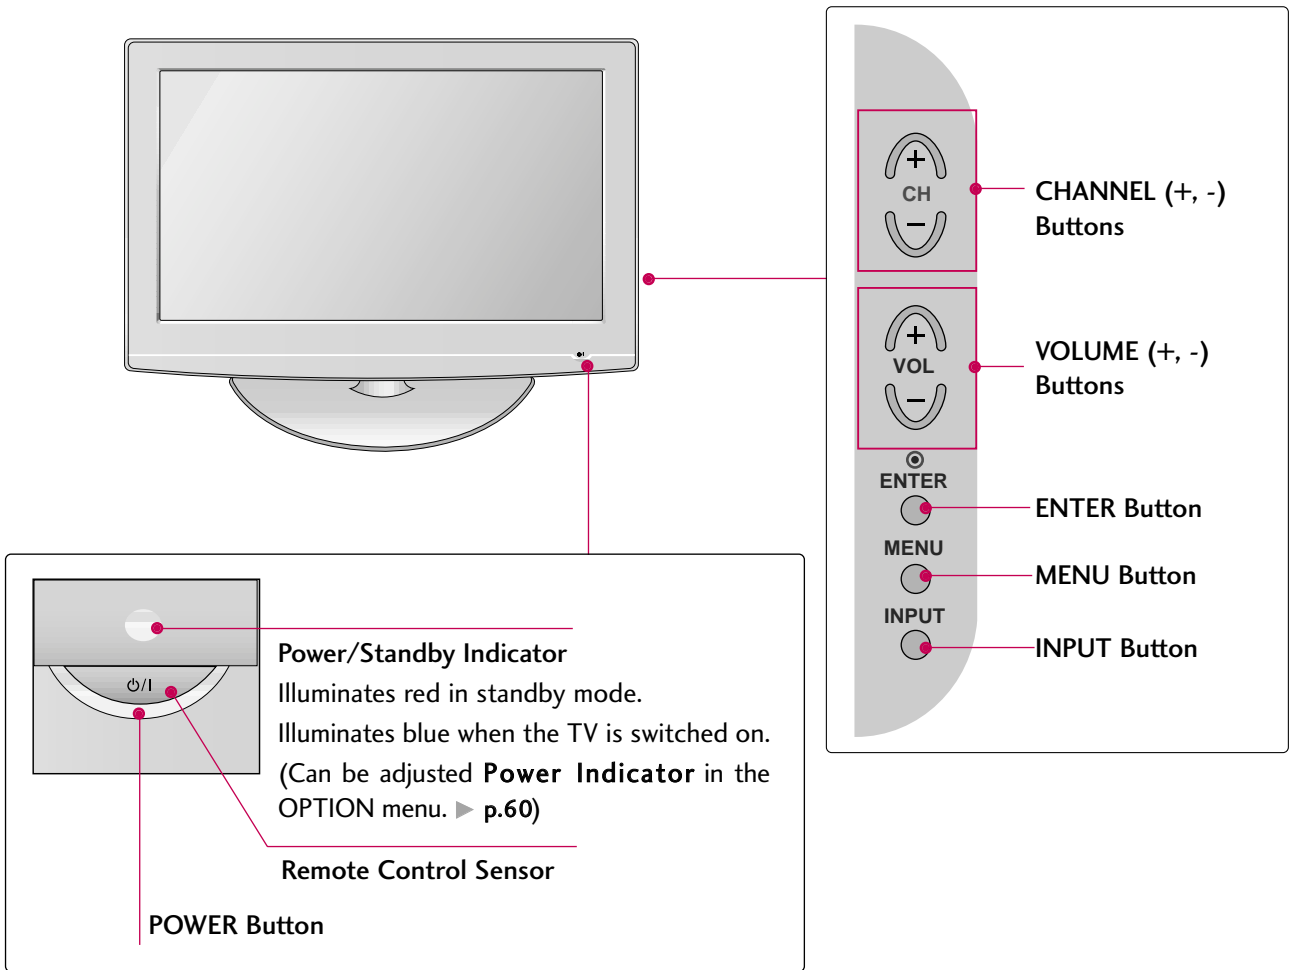 CH
CHANNEL (+, -)
Buttons
VOL
VOLUME (+, -)
Buttons
ENTER
ENTER Button
MENU
MENU Button
INPUT
INPUT Button
Power/Standby Indicator
Illuminates red in standby mode.
Illuminates blue when the TV is switched on.
(Can be adjusted Power Indicator in the
OPTION menu. ▶ p.60)
⏻/I
Remote Control Sensor
POWER Button